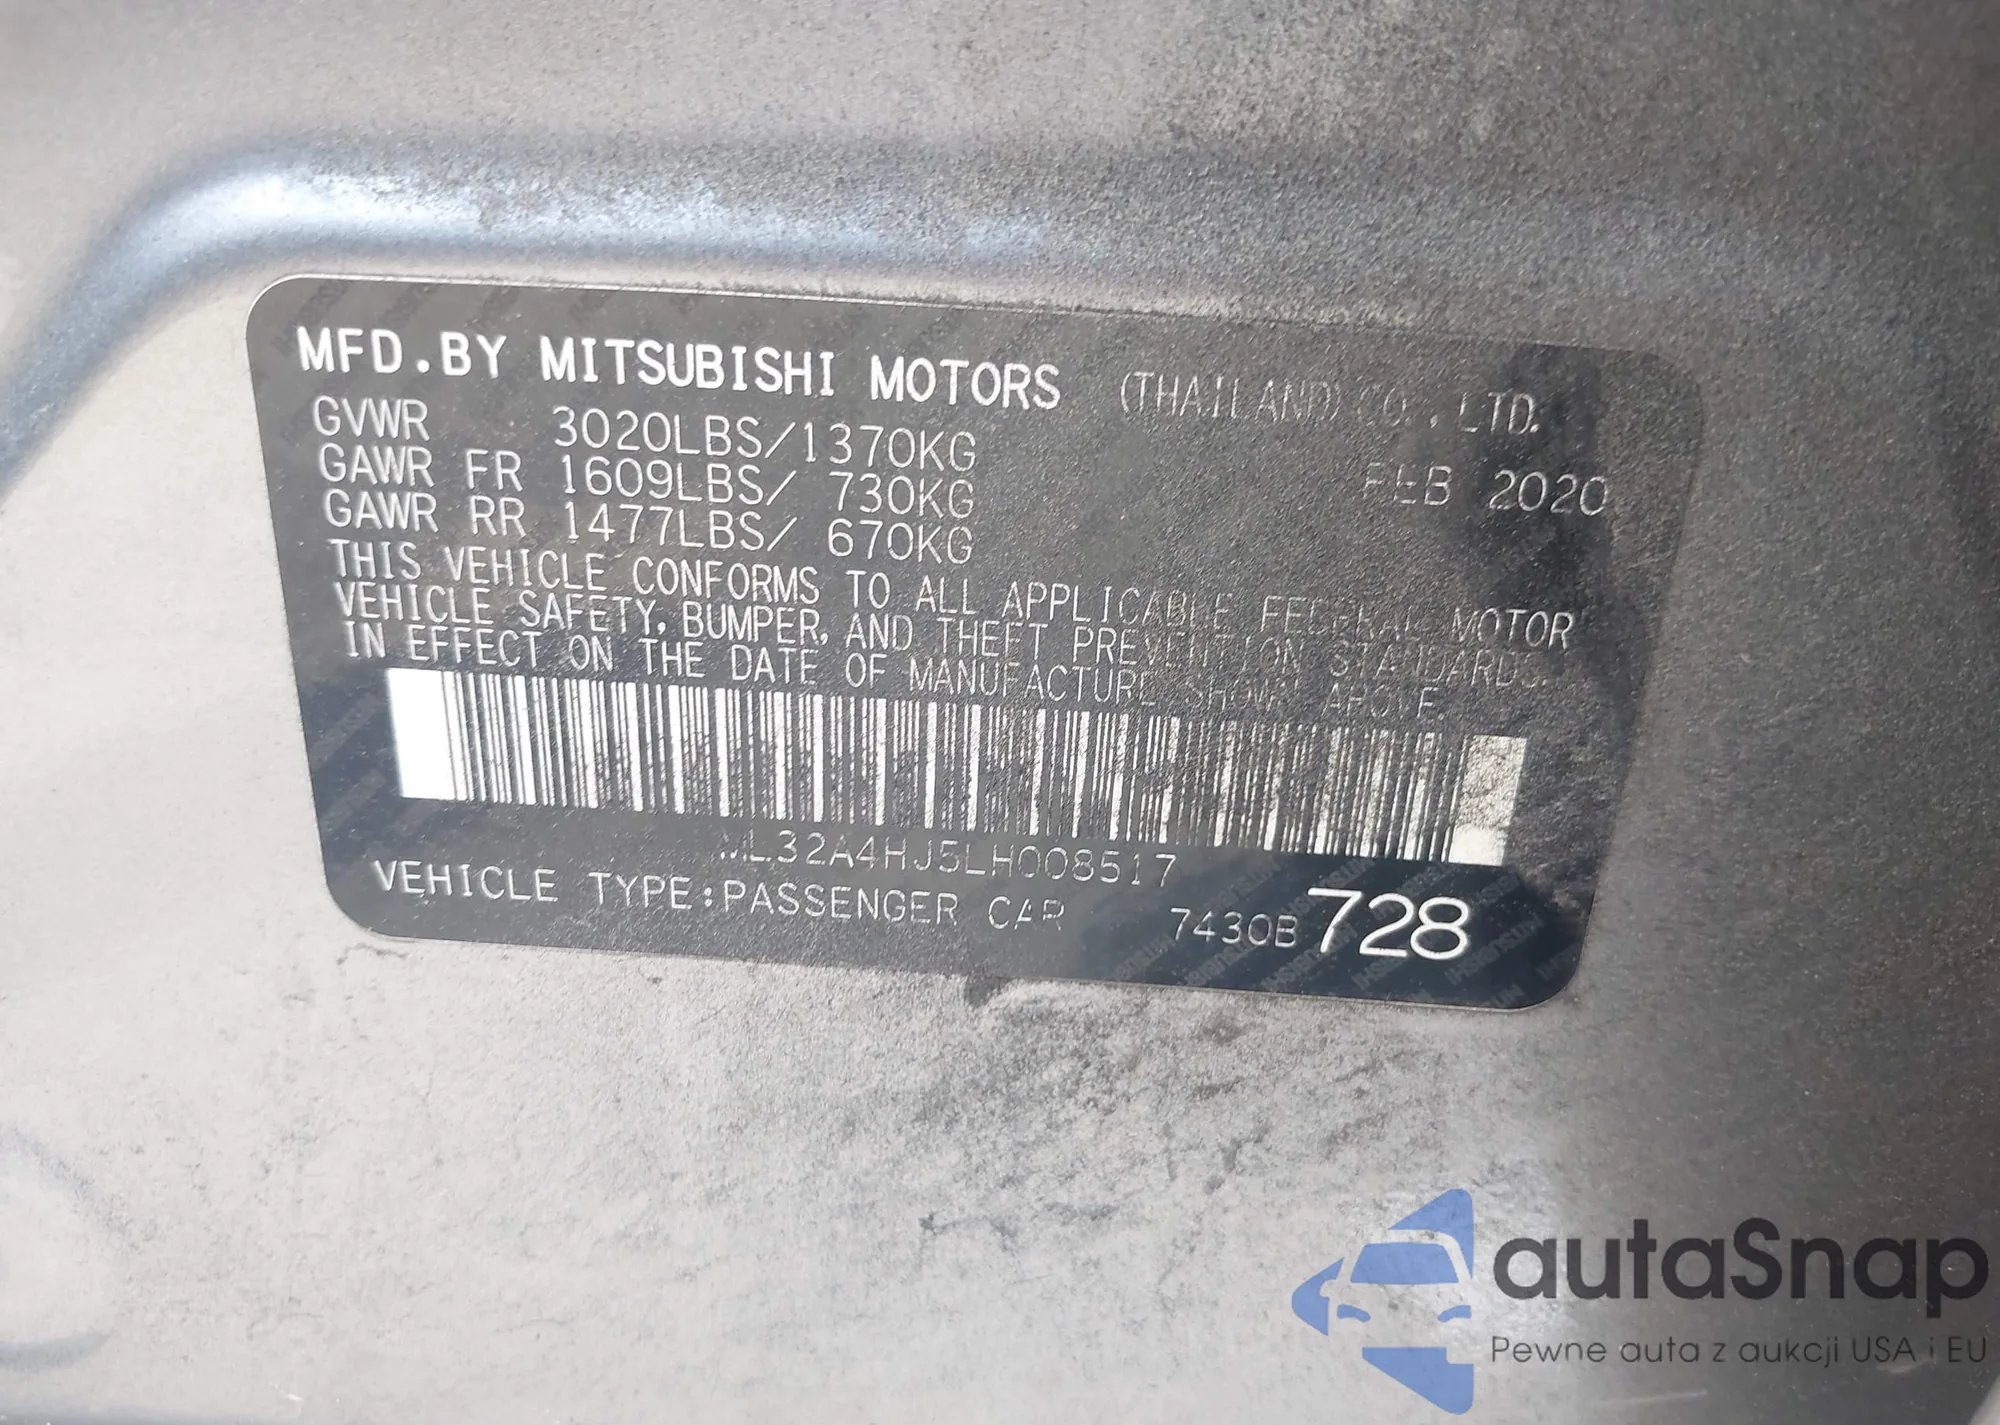 MFD.BY MITSUBISHI MOTORS (THAILAND) CO.,LTD.
GVWR 3020LBS/1370KG
GAWR FR 1609LBS/ 730KG FEB 2020
GAWR RR 1477LBS/ 670KG
THIS VEHICLE CONFORMS TO ALL APPLICABLE FEDERAL MOTOR
VEHICLE SAFETY, BUMPER, AND THEFT PREVENTION STANDARDS
IN EFFECT ON THE DATE OF MANUFACTURE SHOWN ABOVE.
ML32A4HJ5LH008517
VEHICLE TYPE:PASSENGER CAR 7430B 728
autaSnap
Pewne auta z aukcji USA i EU